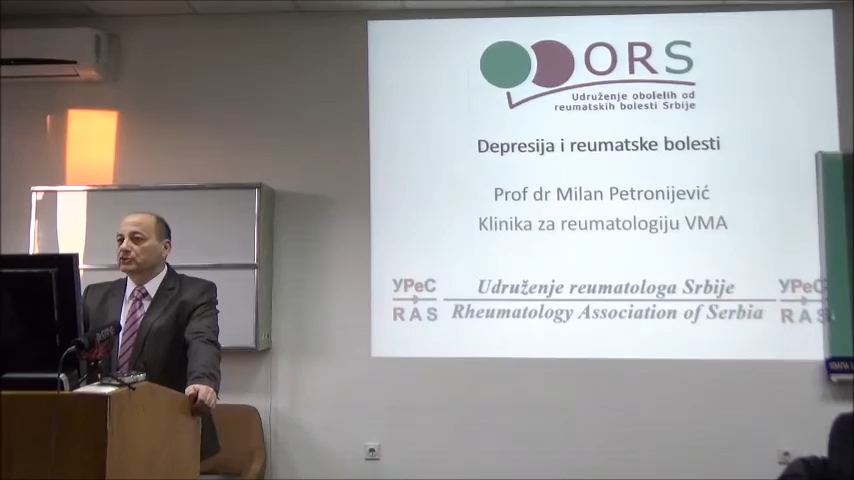 ORS
Udruženje obolelih od
reumatskih bolesti Srbije
Depresija i reumatske bolesti
Prof dr Milan Petronijević
Klinika za reumatologiju VMA
УРеС
RAS
Udruženje reumatologa Srbije
Rheumatology Association of Serbia
УРеС
RAS